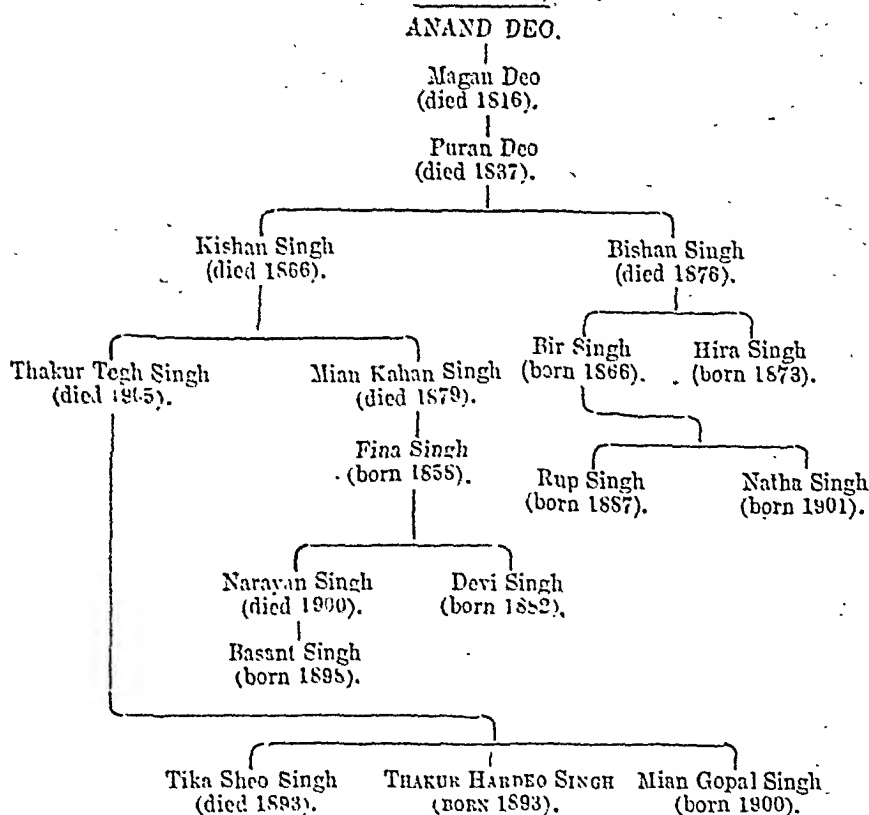 ANAND DEO.
Magan Deo
(died 1816).
Puran Deo
(died 1837).
Kishan Singh
(died 1866).
Bishan Singh
(died 1876).
Thakur Tegh Singh
(died 1905).
Mian Kahan Singh
(died 1879).
Bir Singh
(born 1866).
Hira Singh
(born 1873).
Fina Singh
(born 1858).
Rup Singh
(born 1887).
Natha Singh
(born 1901).
Narayan Singh
(died 1900).
Devi Singh
(born 1882).
Basant Singh
(born 1898).
Tika Sheo Singh
(died 1893).
THAKUR HARDEO SINGH
(BORN 1893).
Mian Gopal Singh
(born 1900).